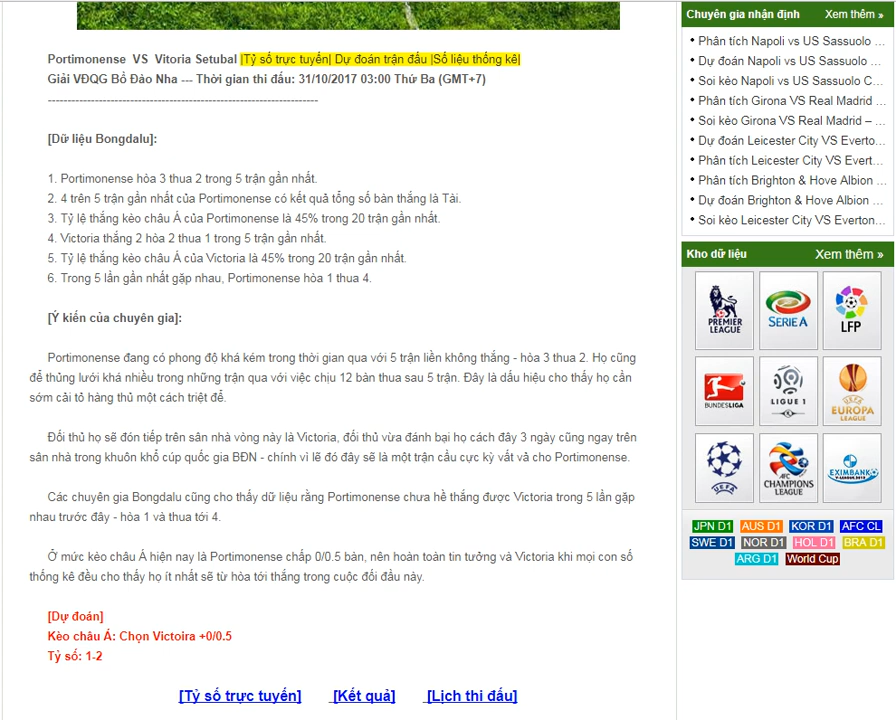 Portimonense VS Vitoria Setubal |Tỷ số trực tuyến| Dự đoán trận đấu |Số liệu thống kê|
Giải VĐQG Bồ Đào Nha --- Thời gian thi đấu: 31/10/2017 03:00 Thứ Ba (GMT+7)
--------------------------------------------------------------------
[Dữ liệu Bongdalu]:
1. Portimonense hòa 3 thua 2 trong 5 trận gần nhất.
2. 4 trên 5 trận gần nhất của Portimonense có kết quả tổng số bàn thắng là Tài.
3. Tỷ lệ thắng kèo châu Á của Portimonense là 45% trong 20 trận gần nhất.
4. Victoria thắng 2 hòa 2 thua 1 trong 5 trận gần nhất.
5. Tỷ lệ thắng kèo châu Á của Victoria là 45% trong 20 trận gần nhất.
6. Trong 5 lần gần nhất gặp nhau, Portimonense hòa 1 thua 4.
[Ý kiến của chuyên gia]:
Portimonense đang có phong độ khá kém trong thời gian qua với 5 trận liền không thắng - hòa 3 thua 2. Họ cũng
để thủng lưới khá nhiều trong những trận qua với việc chịu 12 bàn thua sau 5 trận. Đây là dấu hiệu cho thấy họ cần
sớm cải tổ hàng thủ một cách triệt để.
Đối thủ họ sẽ đón tiếp trên sân nhà vòng này là Victoria, đối thủ vừa đánh bại họ cách đây 3 ngày cũng ngay trên
sân nhà trong khuôn khổ cúp quốc gia BĐN - chính vì lẽ đó đây sẽ là một trận cầu cực kỳ vất vả cho Portimonense.
Các chuyên gia Bongdalu cũng cho thấy dữ liệu rằng Portimonense chưa hề thắng được Victoria trong 5 lần gặp
nhau trước đây - hòa 1 và thua tới 4.
Ở mức kèo châu Á hiện nay là Portimonense chấp 0/0.5 bàn, nên hoàn toàn tin tưởng và Victoria khi mọi con số
thống kê đều cho thấy họ ít nhất sẽ từ hòa tới thắng trong cuộc đối đầu này.
[Dự đoán]
Kèo châu Á: Chọn Victoira +0/0.5
Tỷ số: 1-2
[Tỷ số trực tuyến] [Kết quả] [Lịch thi đấu]
Chuyên gia nhận định Xem thêm »
Phân tích Napoli vs US Sassuolo ...
Dự đoán Napoli vs US Sassuolo ...
Soi kèo Napoli vs US Sassuolo C...
Phân tích Girona VS Real Madrid ...
Soi kèo Girona VS Real Madrid – ...
Dự đoán Leicester City VS Everto...
Phân tích Leicester City VS Evert...
Phân tích Brighton & Hove Albion ...
Dự đoán Brighton & Hove Albion ...
Soi kèo Leicester City VS Everton...
Kho dữ liệu Xem thêm »
PREMIER LEAGUE
SERIE A
LFP
BUNDESLIGA
LIGUE 1
UEFA EUROPA LEAGUE
UEFA
AFC CHAMPIONS LEAGUE
EXIMBANK V.LEAGUE 2014
JPN D1 AUS D1 KOR D1 AFC CL
SWE D1 NOR D1 HOL D1 BRA D1
ARG D1 World Cup